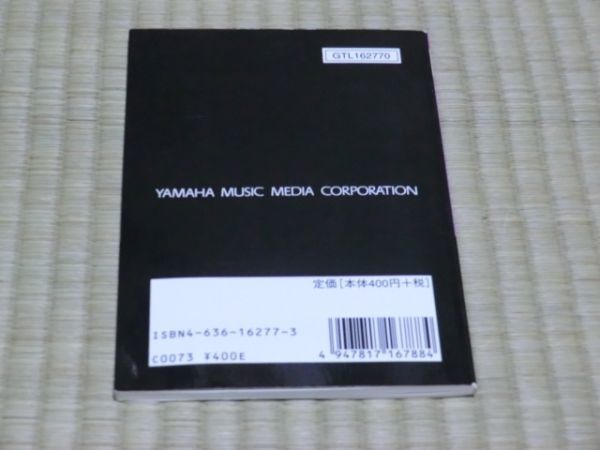 GTL162770
YAMAHA MUSIC MEDIA CORPORATION
定価[本体400円+税]
ISBN4-636-16277-3
C0073 ¥400E
4 947817 167884